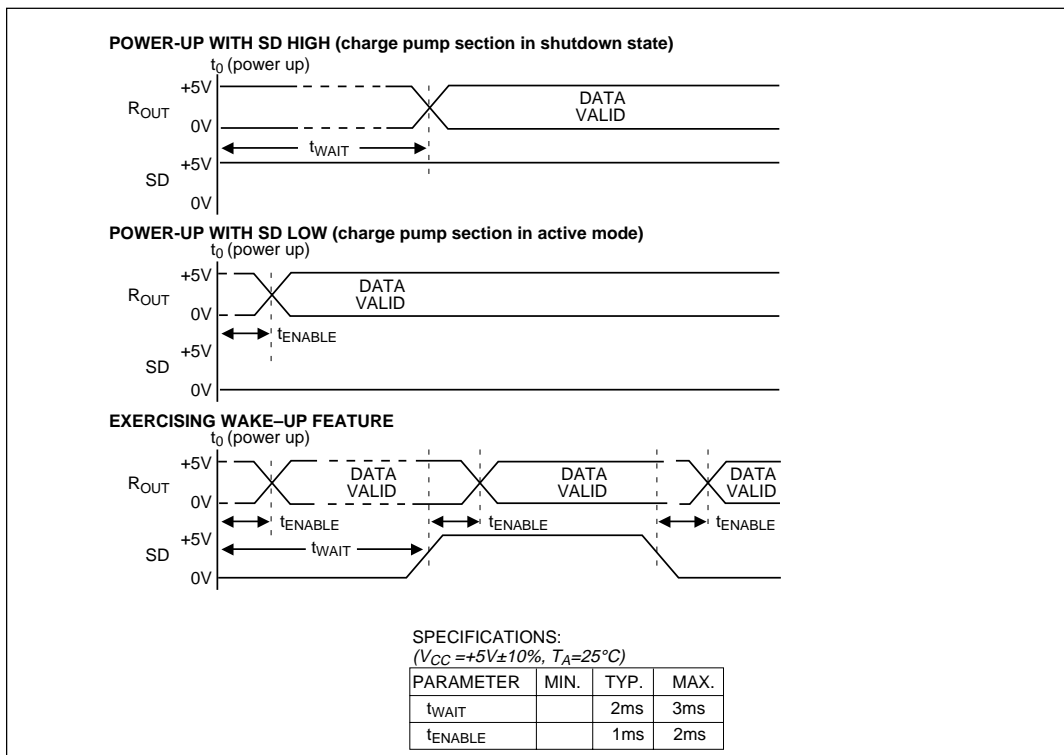 POWER-UP WITH SD HIGH (charge pump section in shutdown state)
t0 (power up)
+5V
ROUT
0V
DATA
VALID
tWAIT
+5V
SD
0V
POWER-UP WITH SD LOW (charge pump section in active mode)
t0 (power up)
+5V
ROUT
0V
DATA
VALID
tENABLE
+5V
SD
0V
EXERCISING WAKE–UP FEATURE
t0 (power up)
+5V
ROUT
0V
DATA
VALID
DATA
VALID
DATA
VALID
tENABLE
tENABLE
tENABLE
+5V
SD
0V
tWAIT
SPECIFICATIONS:
(VCC =+5V±10%, TA=25°C)
PARAMETER MIN. TYP. MAX.
tWAIT 2ms 3ms
tENABLE 1ms 2ms